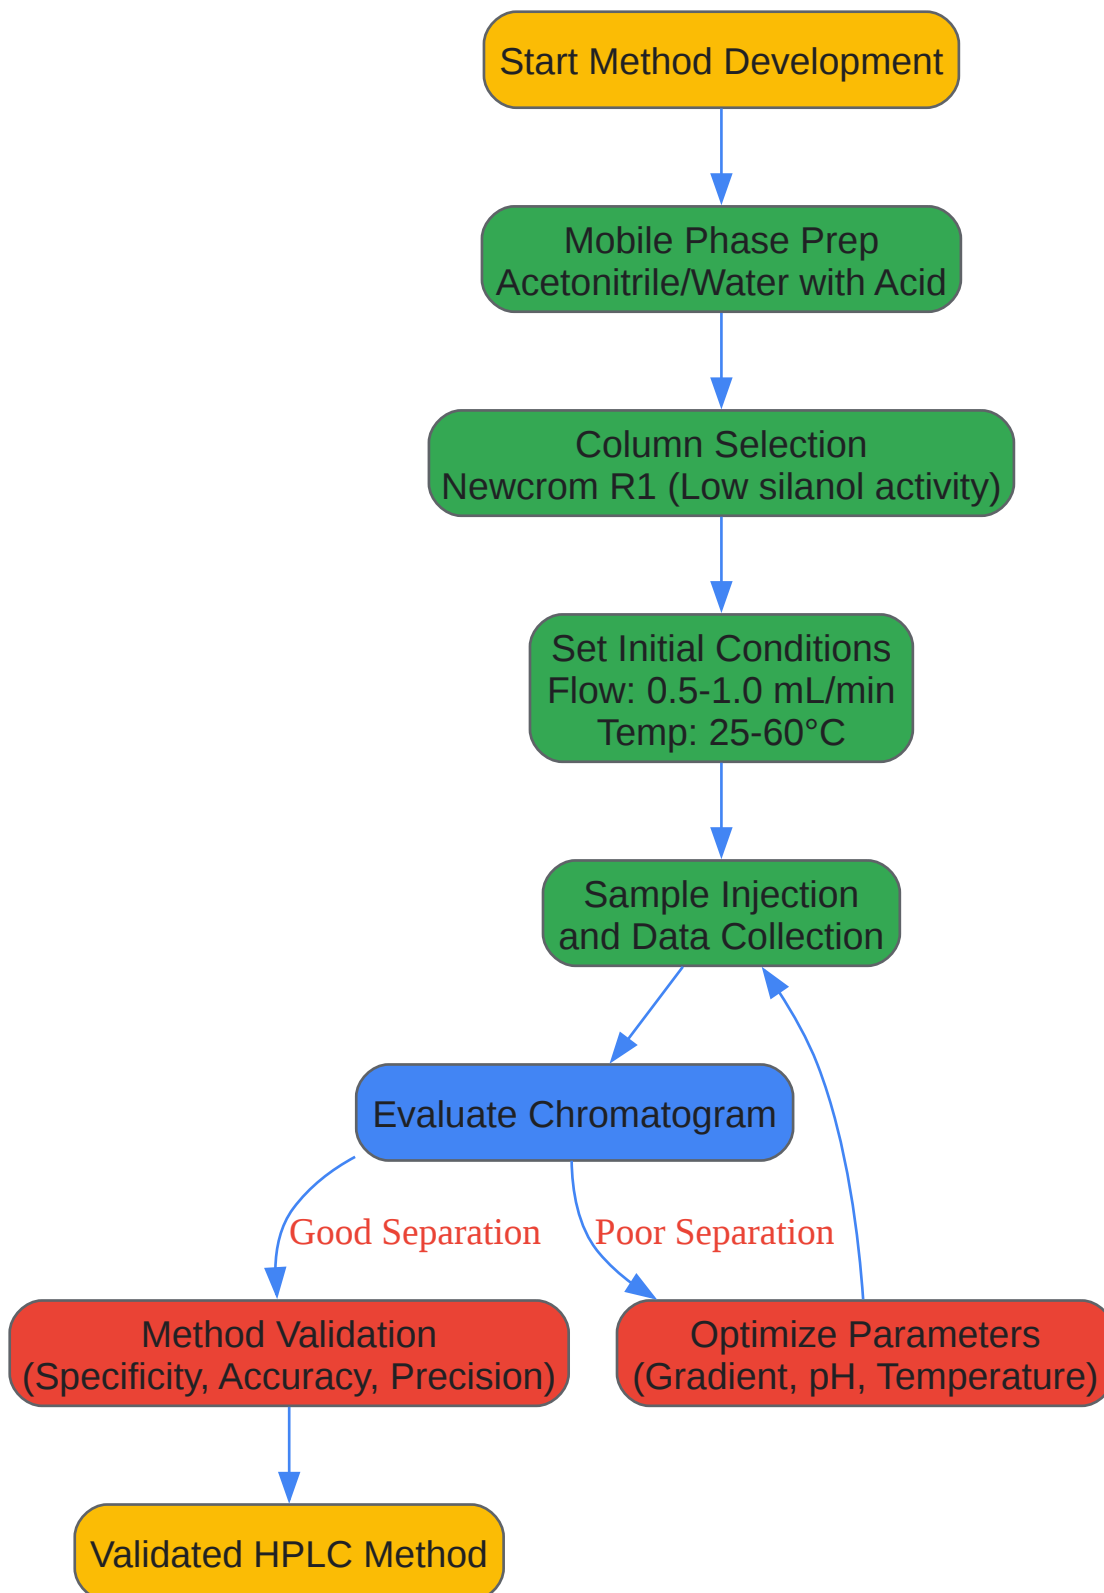 Start Method Development
Mobile Phase Prep
Acetonitrile/Water with Acid
Column Selection
Newcrom R1 (Low silanol activity)
Set Initial Conditions
Flow: 0.5-1.0 mL/min
Temp: 25-60°C
Sample Injection
and Data Collection
Evaluate Chromatogram
Good Separation
Poor Separation
Method Validation
(Specificity, Accuracy, Precision)
Optimize Parameters
(Gradient, pH, Temperature)
Validated HPLC Method